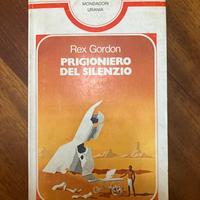 MONDADORI
URANIA
Rex Gordon
PRIGIONIERO
DEL SILENZIO